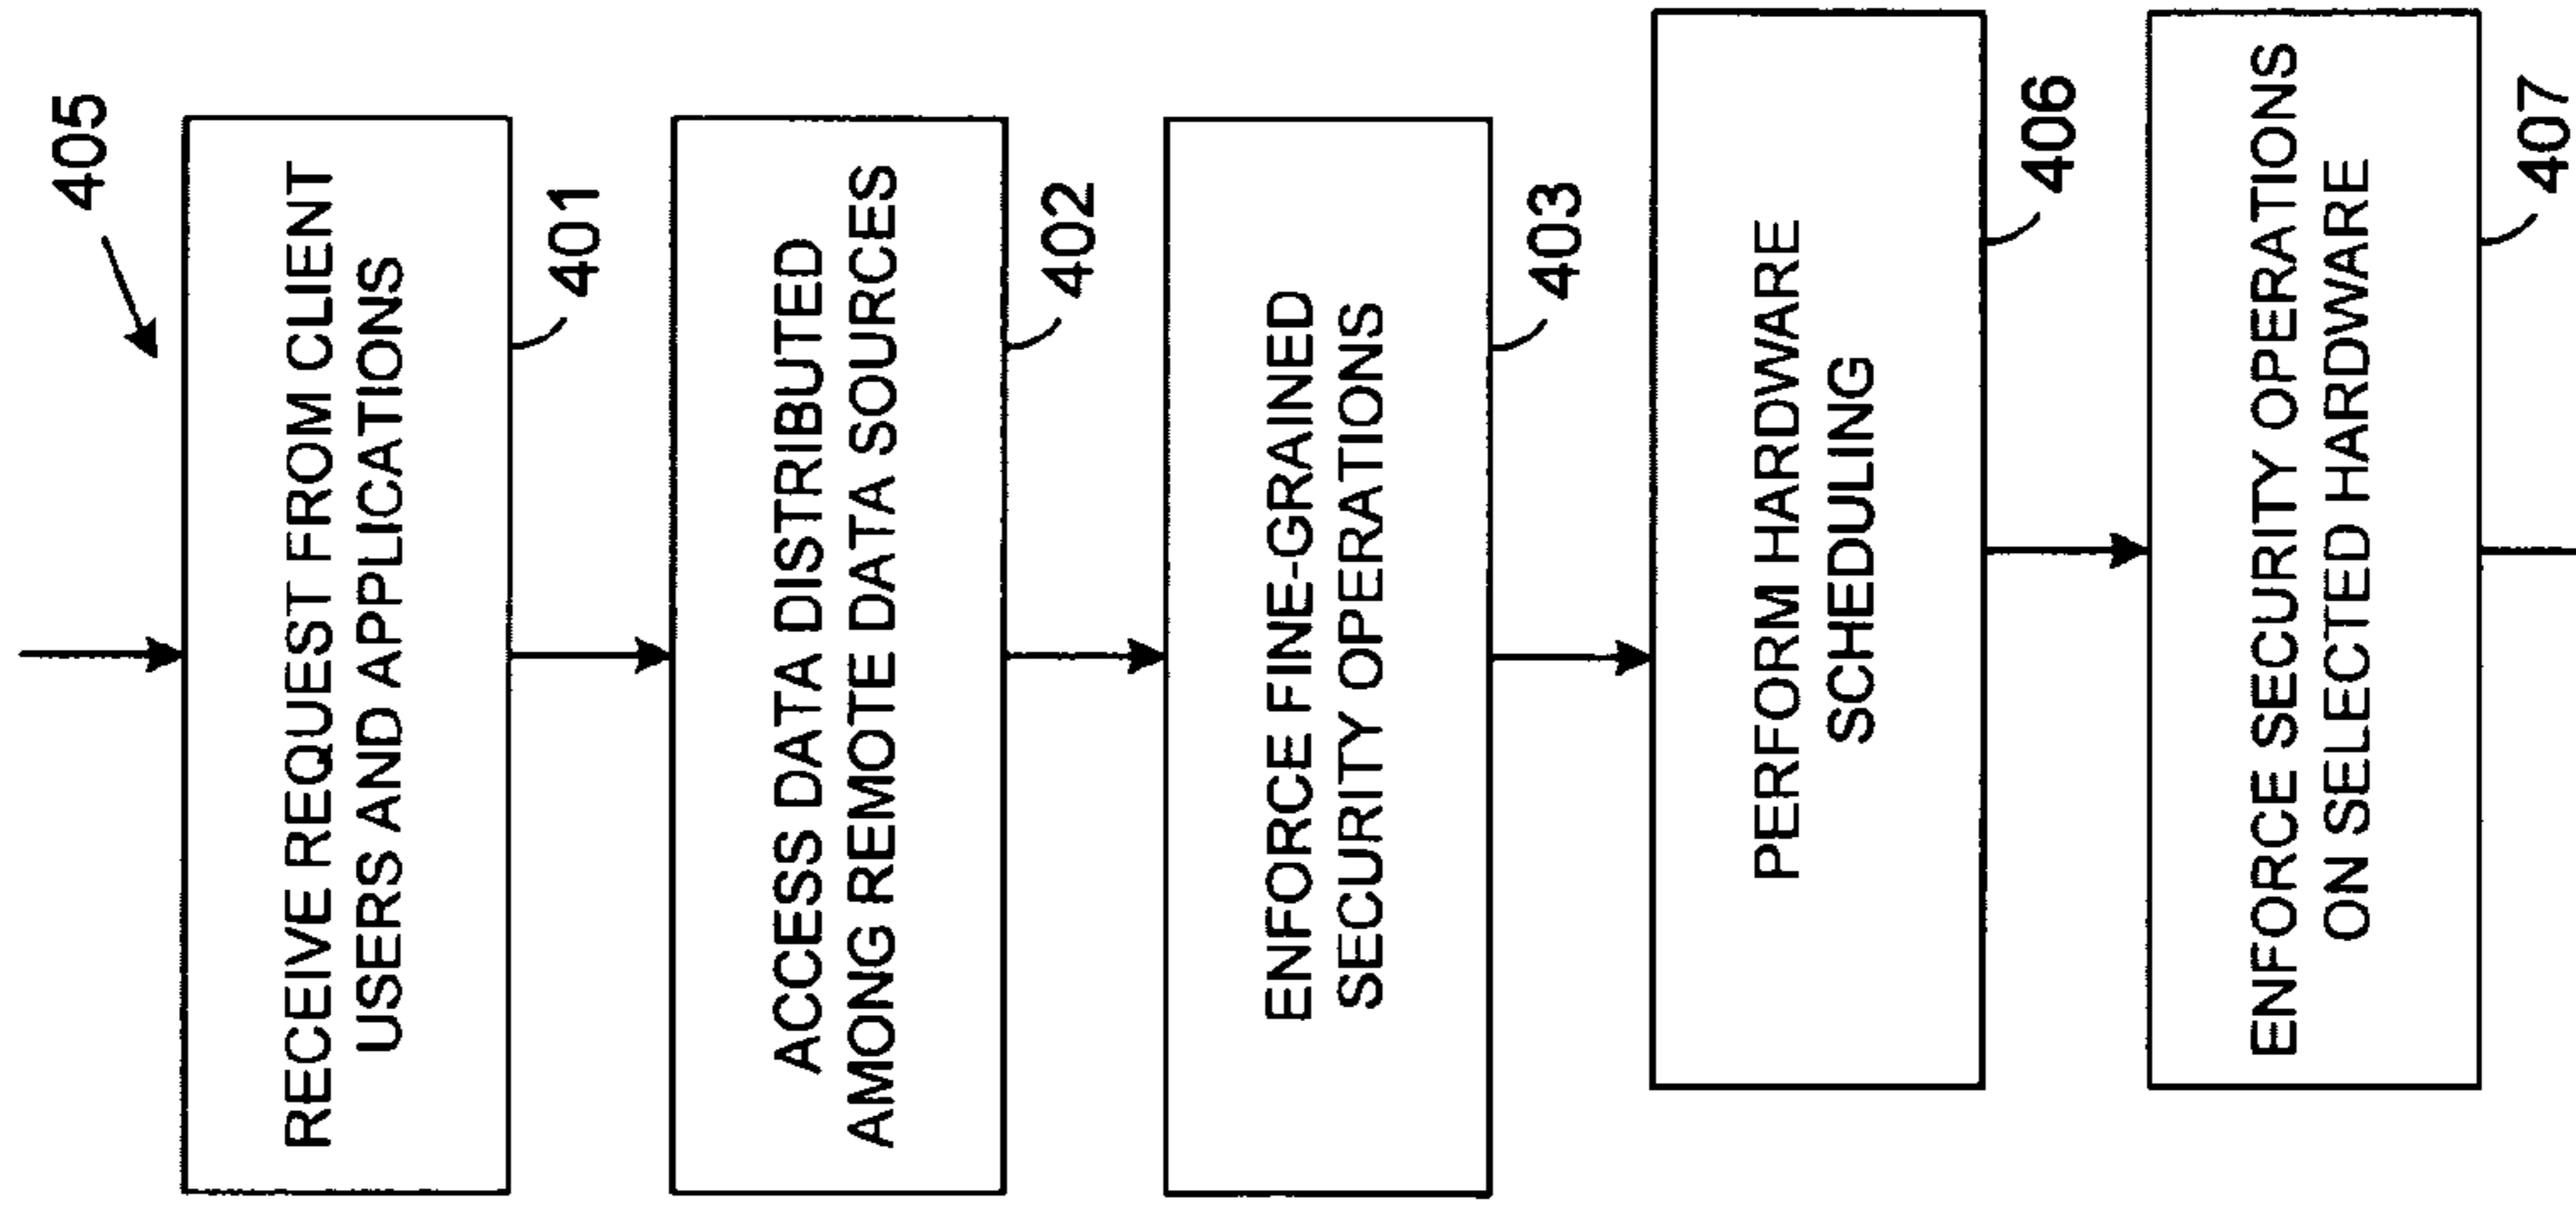 405
RECEIVE REQUEST FROM CLIENT
USERS AND APPLICATIONS
401
ACCESS DATA DISTRIBUTED
AMONG REMOTE DATA SOURCES
402
ENFORCE FINE-GRAINED
SECURITY OPERATIONS
403
PERFORM HARDWARE
SCHEDULING
406
ENFORCE SECURITY OPERATIONS
ON SELECTED HARDWARE
407